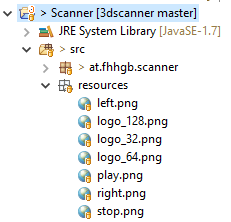 > Scanner [3dscanner master]
JRE System Library [JavaSE-1.7]
> src
> at.fhhgb.scanner
resources
left.png
logo_128.png
logo_32.png
logo_64.png
play.png
right.png
stop.png